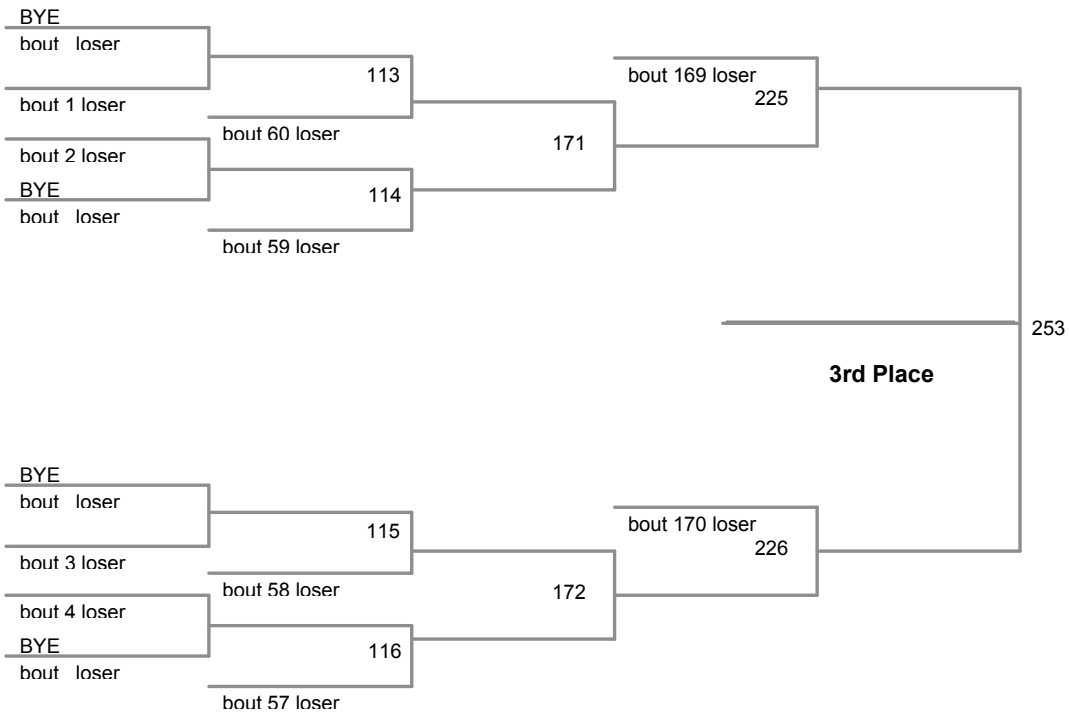 BYE
bout loser
113
bout 169 loser
225
bout 1 loser
bout 60 loser
171
bout 2 loser
BYE
114
bout loser
bout 59 loser
253
3rd Place
BYE
bout loser
115
bout 170 loser
226
bout 3 loser
bout 58 loser
172
bout 4 loser
BYE
116
bout loser
bout 57 loser